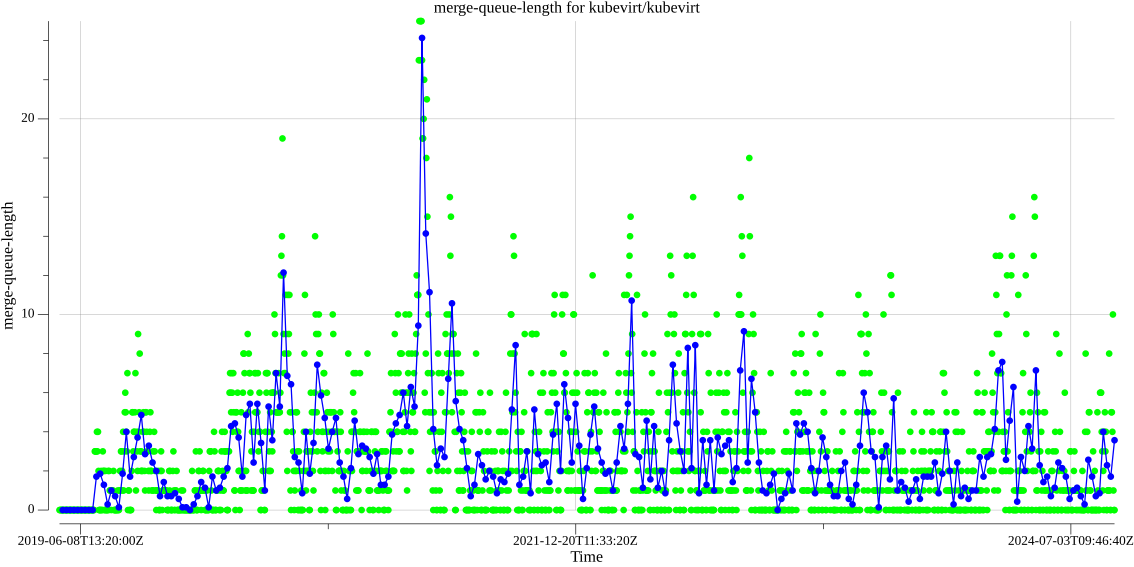 merge-queue-length for kubevirt/kubevirt
merge-queue-length
20
10
0
2019-06-08T13:20:00Z
2021-12-20T11:33:20Z
2024-07-03T09:46:40Z
Time